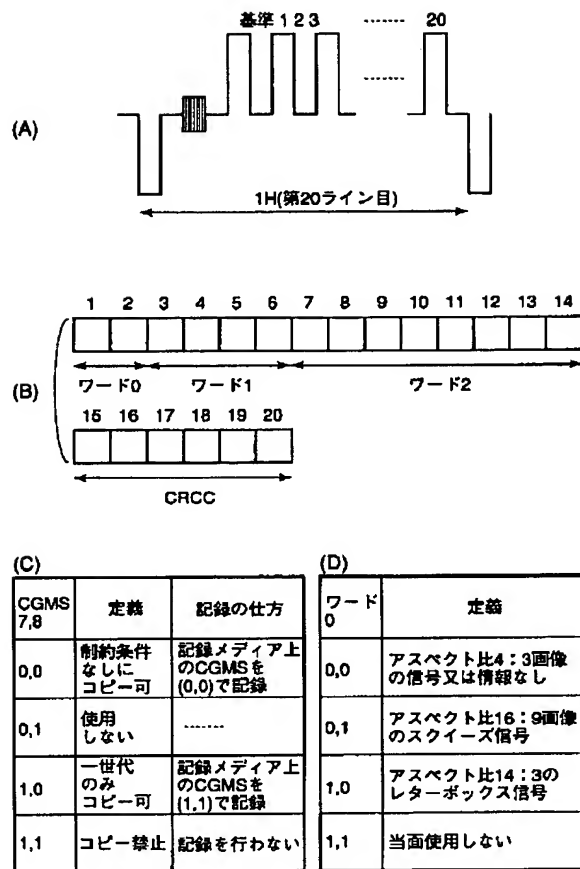 基準 1 2 3 ------- 20
-------
(A)
1H(第20ライン目)
1 2 3 4 5 6 7 8 9 10 11 12 13 14
ワード0 ワード1 ワード2
(B)
15 16 17 18 19 20
CRCC
(C)
CGMS
7,8
定義
記録の仕方
0,0
制約条件
なしに
コピー可
記録メディア上
のCGMSを
(0,0)で記録
0,1
使用
しない
-------
1,0
一世代
のみ
コピー可
記録メディア上
のCGMSを
(1,1)で記録
1,1
コピー禁止
記録を行わない
(D)
ワード
0
定義
0,0
アスペクト比4:3画像
の信号又は情報なし
0,1
アスペクト比16:9画像
のスクイーズ信号
1,0
アスペクト比14:3の
レターボックス信号
1,1
当面使用しない